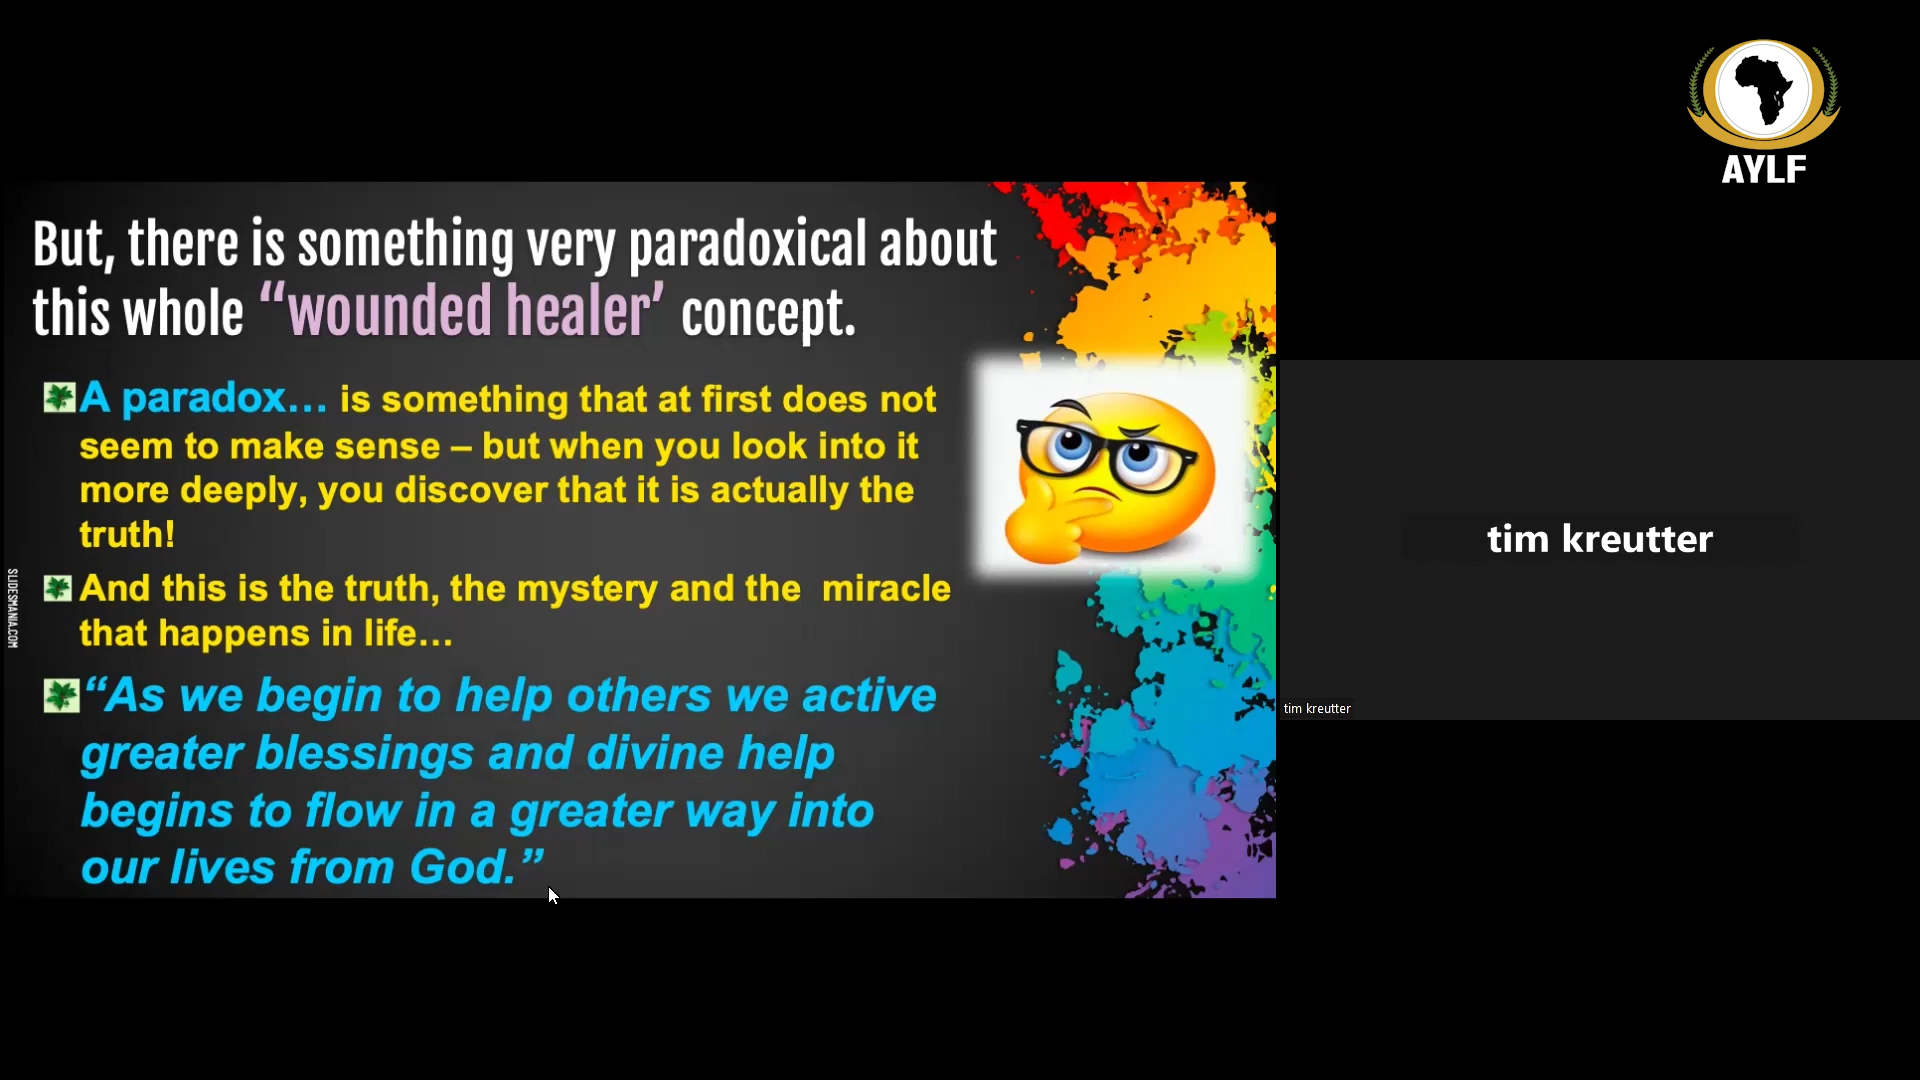 AYLF
But, there is something very paradoxical about
this whole “wounded healer’ concept.
A paradox... is something that at first does not
seem to make sense – but when you look into it
more deeply, you discover that it is actually the
truth!
And this is the truth, the mystery and the miracle
that happens in life...
“As we begin to help others we active
greater blessings and divine help
begins to flow in a greater way into
our lives from God.”
SLIDESMANIA.COM
tim kreutter
tim kreutter